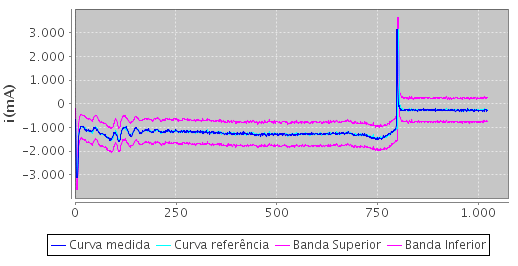 3.000
2.000
1.000
0
-1.000
-2.000
-3.000
i(mA)
0 250 500 750 1.000
Curva medida Curva referência Banda Superior Banda Inferior